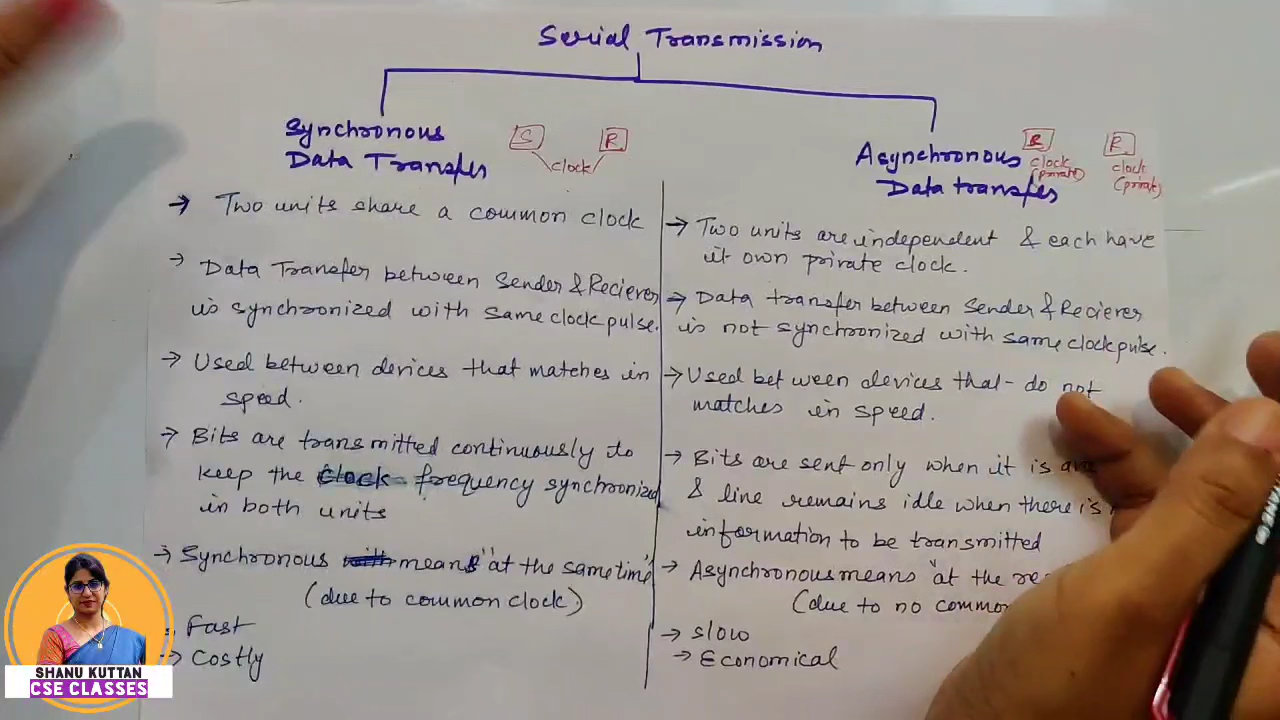 Serial Transmission
Synchronous
Data Transfer
S R
clock
Asynchronous
Data transfer
R R
clock clock
(private) (private)
→ Two units share a common clock
→ Data Transfer between Sender & Reciever
is synchronized with same clock pulse.
→ Used between devices that matches in
speed.
→ Bits are transmitted continuously to
keep the clock frequency synchronized
in both units
→ Synchronous means "at the same time"
(due to common clock)
→ Fast
→ Costly
→ Two units are independent & each have
it own private clock.
→ Data transfer between Sender & Reciever
is not synchronized with same clock pulse.
→ Used between devices that do not
matches in speed.
→ Bits are sent only when it is
& line remains idle when there is
information to be transmitted
→ Asynchronous means "at the
(due to no common
→ slow
→ Economical
SHANU KUTTAN
CSE CLASSES